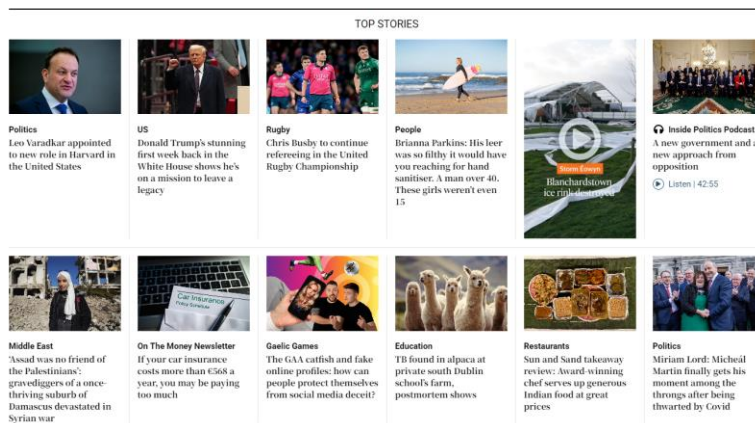 TOP STORIES
Politics
Leo Varadkar appointed
to new role in Harvard in
the United States
US
Donald Trump's stunning
first week back in the
White House shows he's
on a mission to leave a
legacy
Rugby
Chris Busby to continue
refereeing in the United
Rugby Championship
People
Brianna Parkins: His leer
was so filthy it would have
you reaching for hand
sanitiser. A man over 40.
These girls weren't even
15
Storm Éowyn
Blanchardstown
ice rink destroyed
Inside Politics Podcast
A new government and a
new approach from
opposition
Listen | 42:55
Middle East
'Assad was no friend of
the Palestinians':
gravediggers of a once-
thriving suburb of
Damascus devastated in
Syrian war
Car Insurance
Policy Schedule
On The Money Newsletter
If your car insurance
costs more than €568 a
year, you may be paying
too much
Gaelic Games
The GAA catfish and fake
online profiles: how can
people protect themselves
from social media deceit?
Education
TB found in alpaca at
private south Dublin
school's farm,
postmortem shows
Restaurants
Sun and Sand takeaway
review: Award-winning
chef serves up generous
Indian food at great
prices
Politics
Miriam Lord: Micheál
Martin finally gets his
moment among the
throngs after being
thwarted by Covid